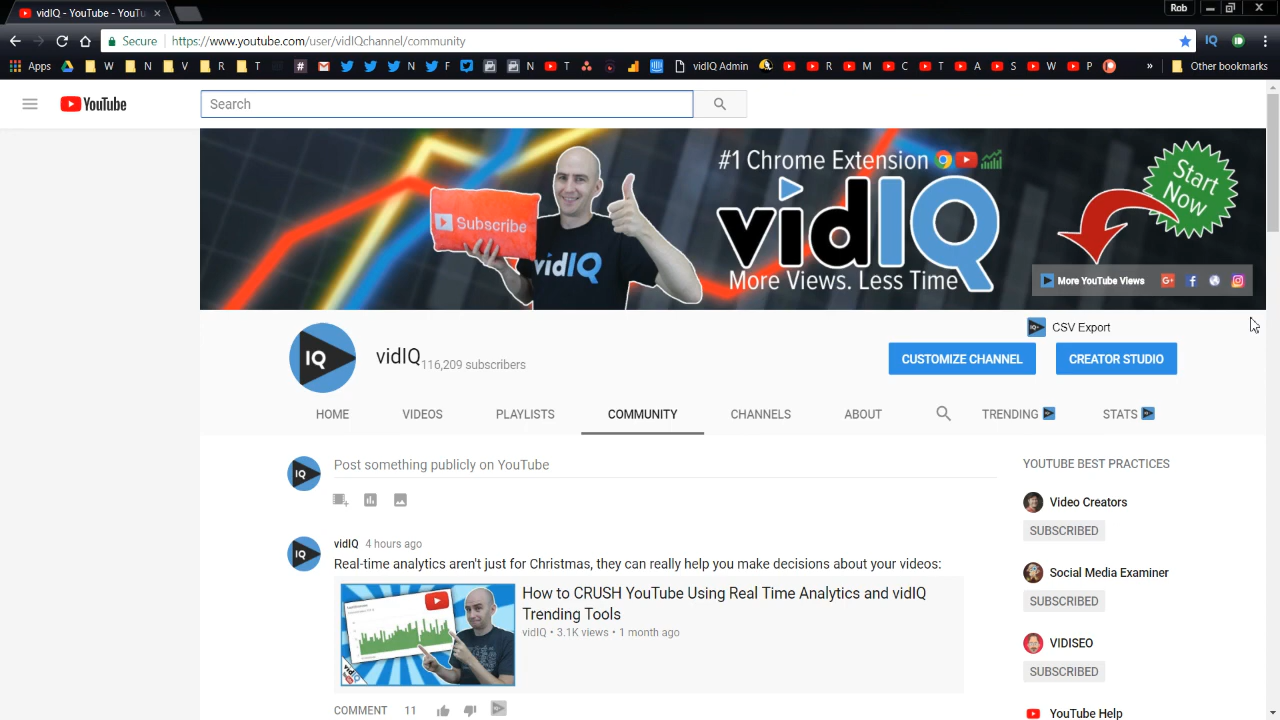 vidIQ - YouTube - YouTu
Rob
Secure
https://www.youtube.com/user/vidIQchannel/community
IQ
Apps
W
N
V
R
T
#
T
N
F
N
T
vidIQ Admin
R
M
C
T
A
S
W
P
»
Other bookmarks
YouTube
Search
#1 Chrome Extension
vidIQ
More Views. Less Time
Subscribe
vidIQ
Start
Now
More YouTube Views
G+
IQ
vidIQ
116,209 subscribers
CSV Export
CUSTOMIZE CHANNEL
CREATOR STUDIO
HOME
VIDEOS
PLAYLISTS
COMMUNITY
CHANNELS
ABOUT
TRENDING
STATS
IQ
Post something publicly on YouTube
IQ
vidIQ 4 hours ago
Real-time analytics aren't just for Christmas, they can really help you make decisions about your videos:
How to CRUSH YouTube Using Real Time Analytics and vidIQ
Trending Tools
vidIQ • 3.1K views • 1 month ago
vidIQ
COMMENT
11
YOUTUBE BEST PRACTICES
Video Creators
SUBSCRIBED
Social Media Examiner
SUBSCRIBED
VIDISEO
SUBSCRIBED
YouTube Help